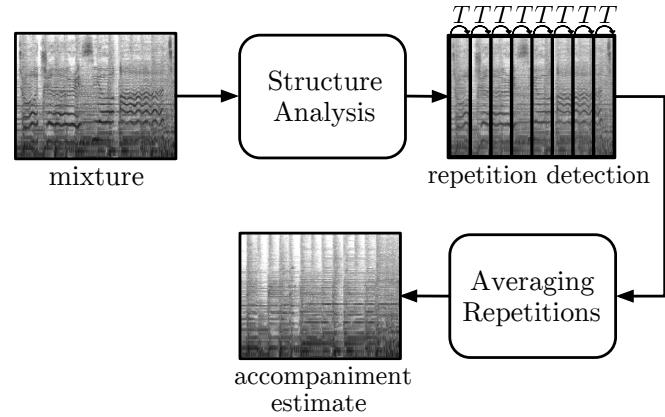 T T T T T T T T
Structure
Analysis
mixture
repetition detection
Averaging
Repetitions
accompaniment
estimate